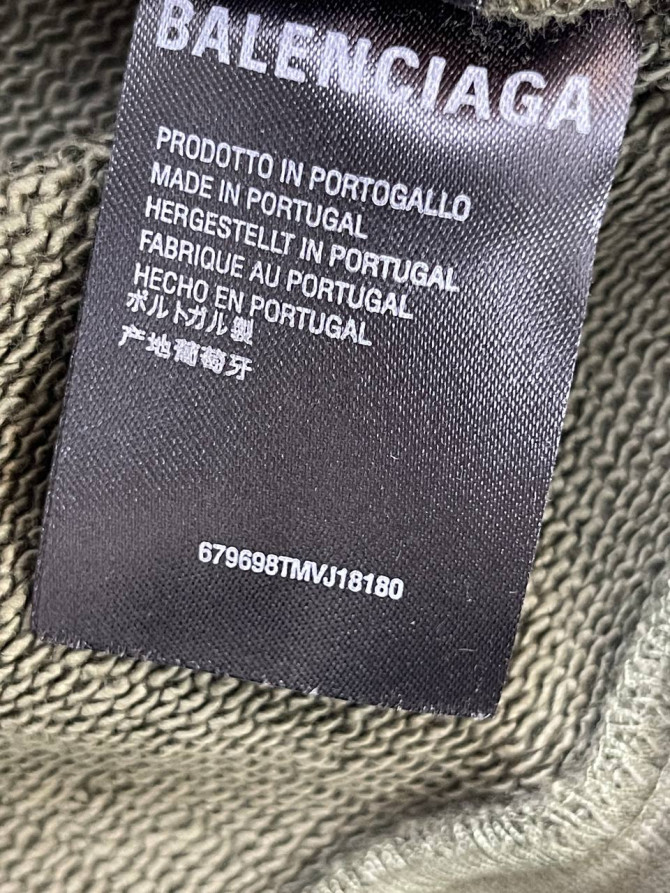 BALENCIAGA
PRODOTTO IN PORTOGALLO
MADE IN PORTUGAL
HERGESTELLT IN PORTUGAL
FABRIQUE AU PORTUGAL
HECHO EN PORTUGAL
ポルトガル製
产地葡萄牙
679698TMVJ18180